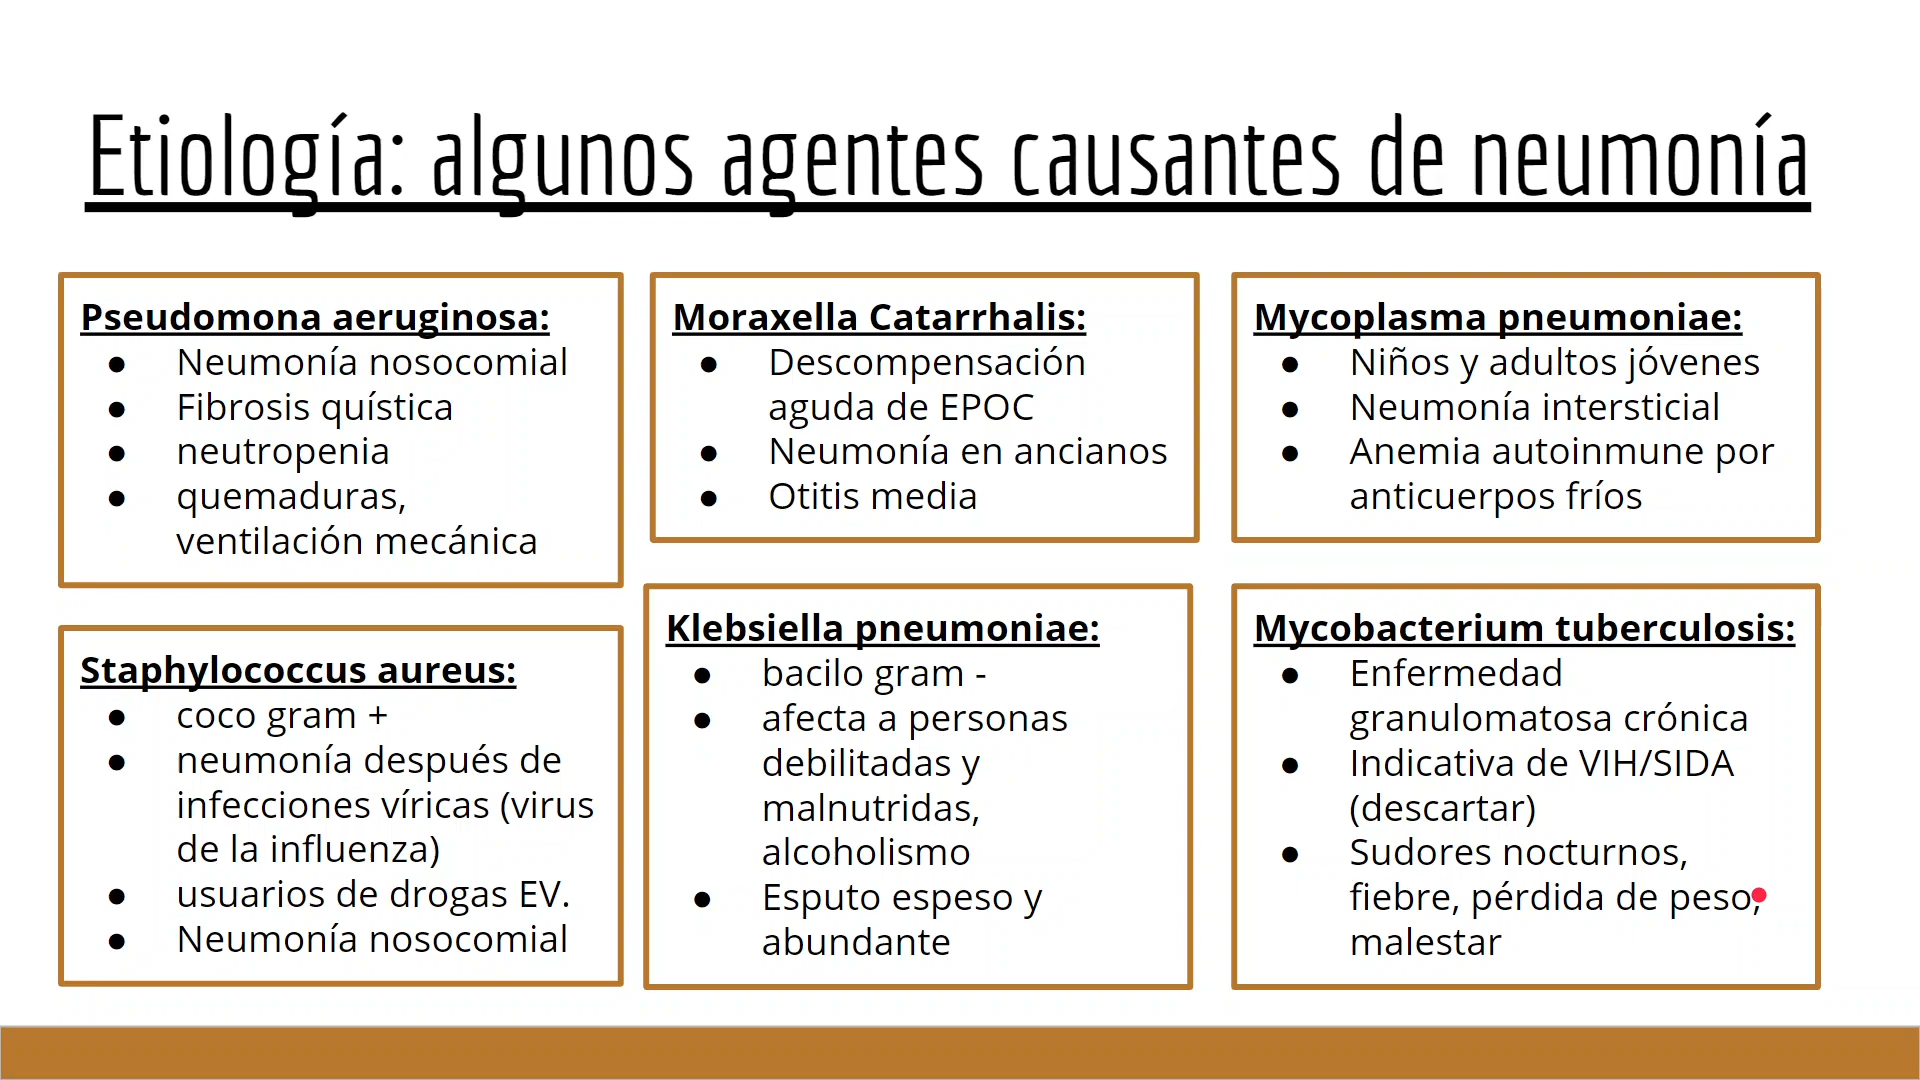 Etiología: algunos agentes causantes de neumonía
Pseudomona aeruginosa:
● Neumonía nosocomial
● Fibrosis quística
● neutropenia
● quemaduras,
ventilación mecánica
Moraxella Catarrhalis:
● Descompensación
aguda de EPOC
● Neumonía en ancianos
● Otitis media
Mycoplasma pneumoniae:
● Niños y adultos jóvenes
● Neumonía intersticial
● Anemia autoinmune por
anticuerpos fríos
Staphylococcus aureus:
● coco gram +
● neumonía después de
infecciones víricas (virus
de la influenza)
● usuarios de drogas EV.
● Neumonía nosocomial
Klebsiella pneumoniae:
● bacilo gram -
● afecta a personas
debilitadas y
malnutridas,
alcoholismo
● Esputo espeso y
abundante
Mycobacterium tuberculosis:
● Enfermedad
granulomatosa crónica
● Indicativa de VIH/SIDA
(descartar)
● Sudores nocturnos,
fiebre, pérdida de peso,
malestar